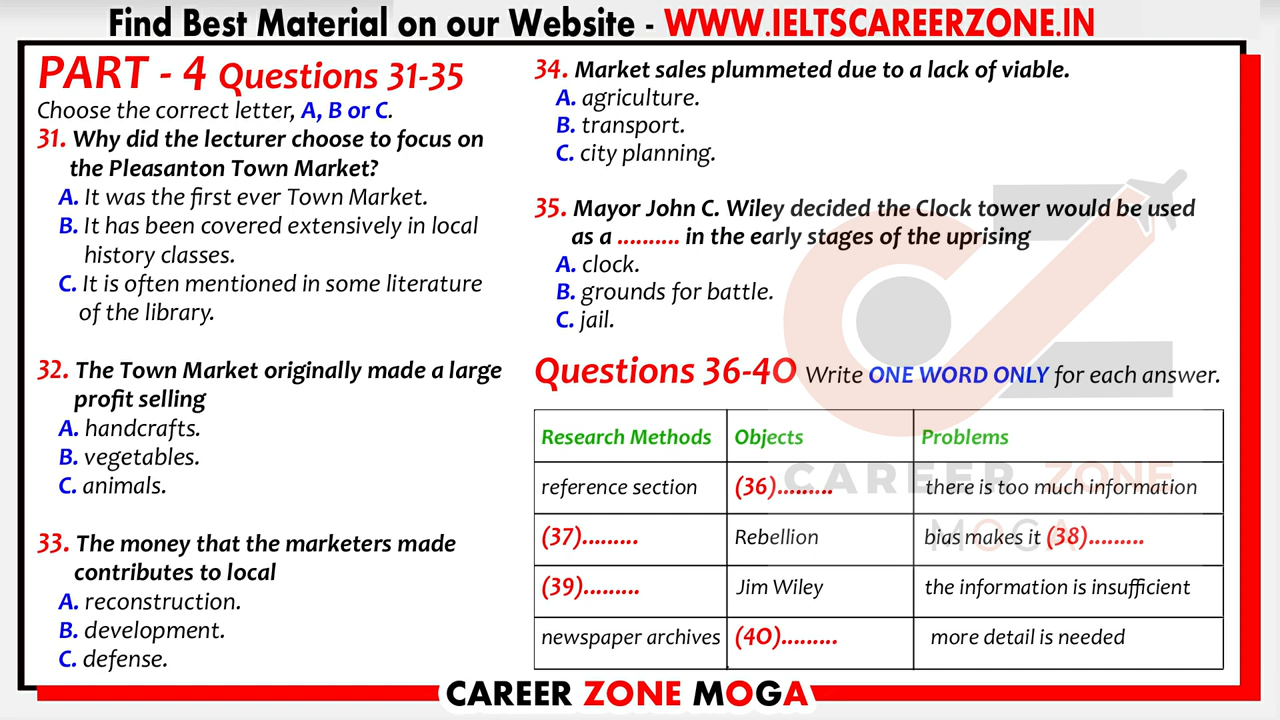 Find Best Material on our Website - WWW.IELTSCAREERZONE.IN
PART - 4 Questions 31-35
Choose the correct letter, A, B or C.
31. Why did the lecturer choose to focus on
the Pleasanton Town Market?
A. It was the first ever Town Market.
B. It has been covered extensively in local
history classes.
C. It is often mentioned in some literature
of the library.
32. The Town Market originally made a large
profit selling
A. handcrafts.
B. vegetables.
C. animals.
33. The money that the marketers made
contributes to local
A. reconstruction.
B. development.
C. defense.
34. Market sales plummeted due to a lack of viable.
A. agriculture.
B. transport.
C. city planning.
35. Mayor John C. Wiley decided the Clock tower would be used
as a .......... in the early stages of the uprising
A. clock.
B. grounds for battle.
C. jail.
Questions 36-40 Write ONE WORD ONLY for each answer.
Research Methods Objects Problems
reference section (36)......... there is too much information
(37)......... Rebellion bias makes it (38).........
(39)......... Jim Wiley the information is insufficient
newspaper archives (40)......... more detail is needed
CAREER ZONE
MOGA
CAREER ZONE MOGA